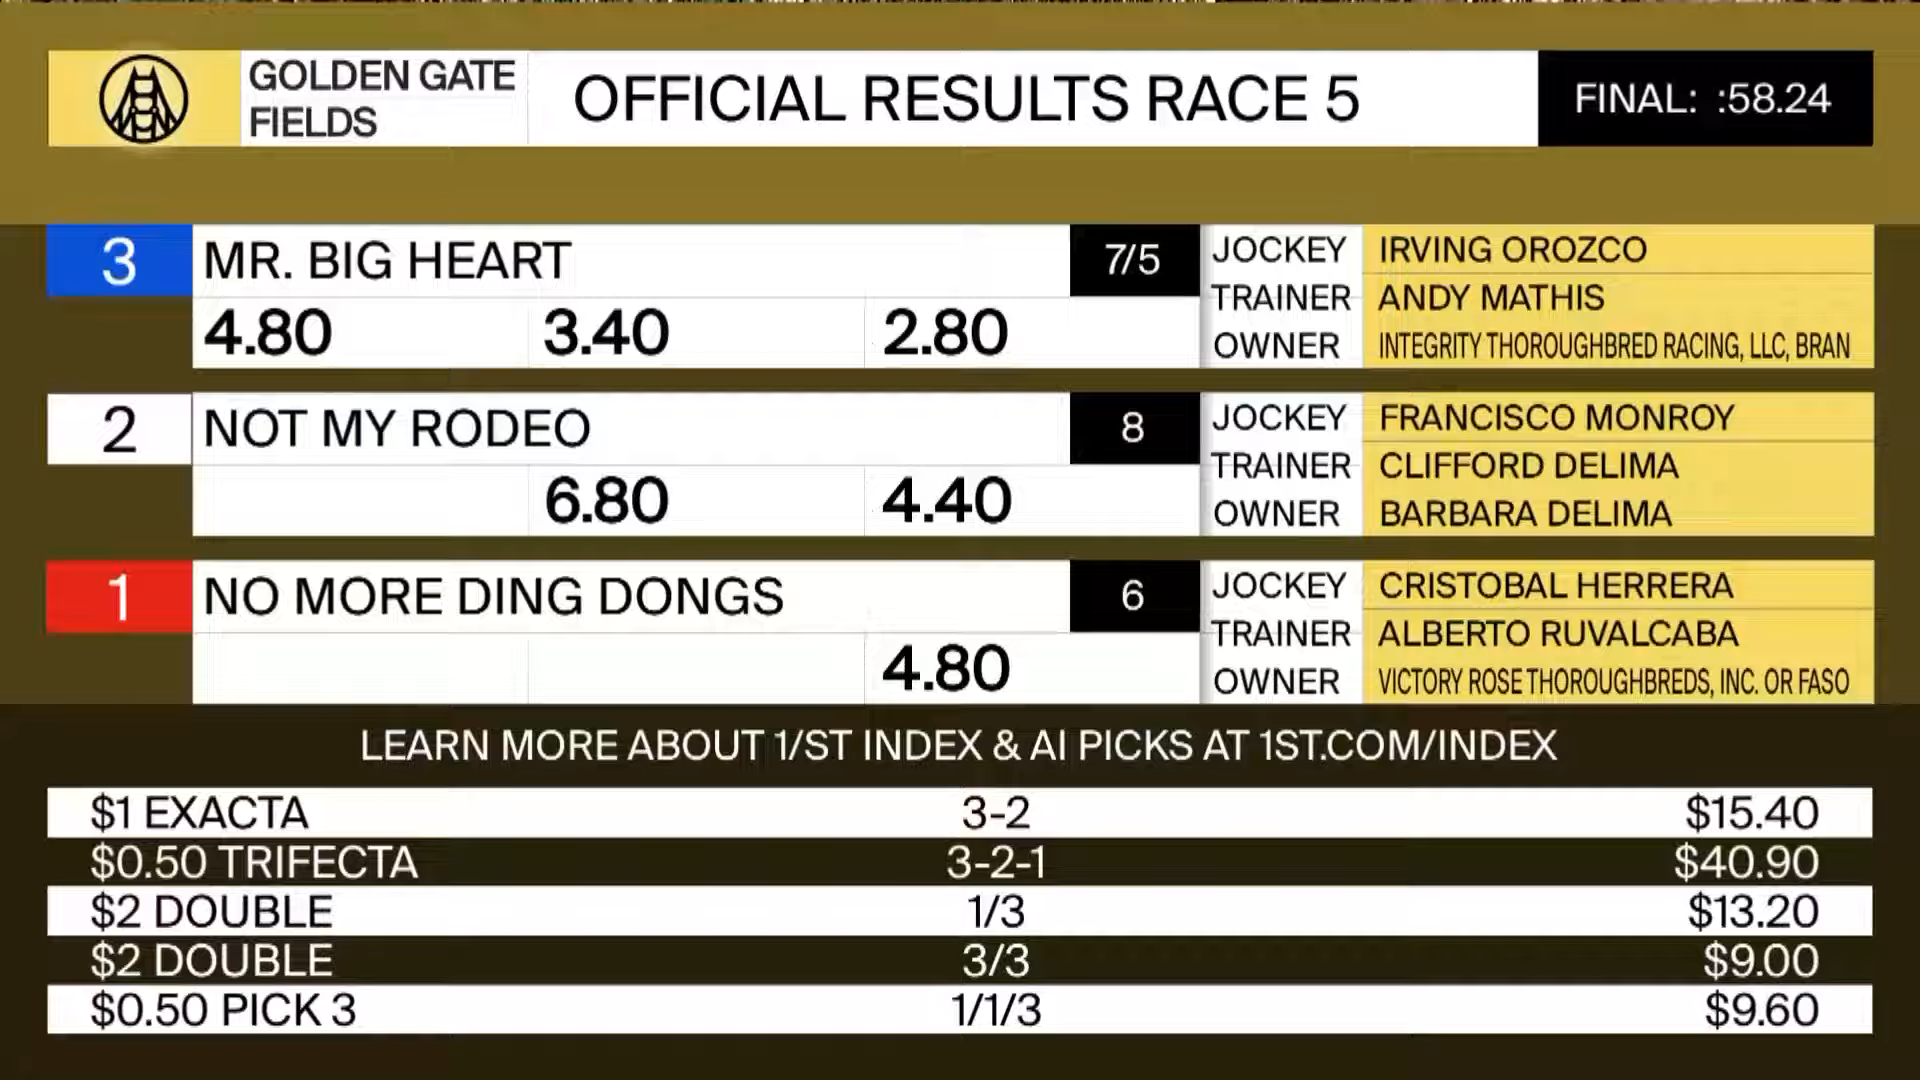 GOLDEN GATE
FIELDS
OFFICIAL RESULTS RACE 5
FINAL: :58.24
3
MR. BIG HEART
7/5
4.80 3.40 2.80
JOCKEY IRVING OROZCO
TRAINER ANDY MATHIS
OWNER INTEGRITY THOROUGHBRED RACING, LLC, BRAN
2
NOT MY RODEO
8
6.80 4.40
JOCKEY FRANCISCO MONROY
TRAINER CLIFFORD DELIMA
OWNER BARBARA DELIMA
1
NO MORE DING DONGS
6
4.80
JOCKEY CRISTOBAL HERRERA
TRAINER ALBERTO RUVALCABA
OWNER VICTORY ROSE THOROUGHBREDS, INC. OR FASO
LEARN MORE ABOUT 1/ST INDEX & AI PICKS AT 1ST.COM/INDEX
$1 EXACTA 3-2 $15.40
$0.50 TRIFECTA 3-2-1 $40.90
$2 DOUBLE 1/3 $13.20
$2 DOUBLE 3/3 $9.00
$0.50 PICK 3 1/1/3 $9.60